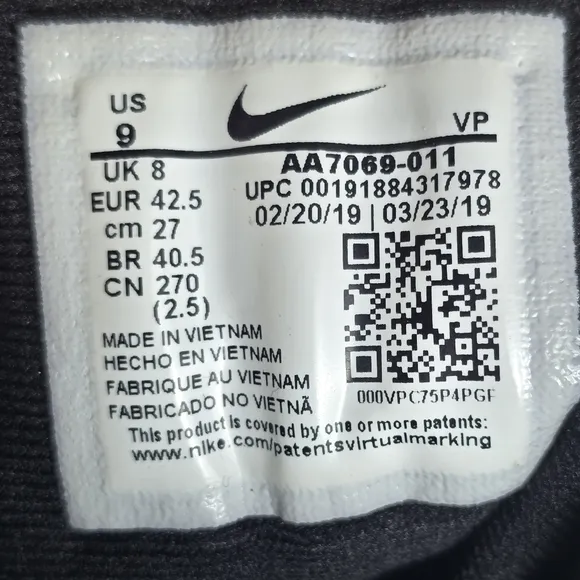 US
9
VP
UK 8
EUR 42.5
cm 27
BR 40.5
CN 270
(2.5)
AA7069-011
UPC 00191884317978
02/20/19 | 03/23/19
000VPC75P4PGF
MADE IN VIETNAM
HECHO EN VIETNAM
FABRIQUE AU VIETNAM
FABRICADO NO VIETNÃ
This product is covered by one or more patents:
www.nike.com/patentsvirtualmarking